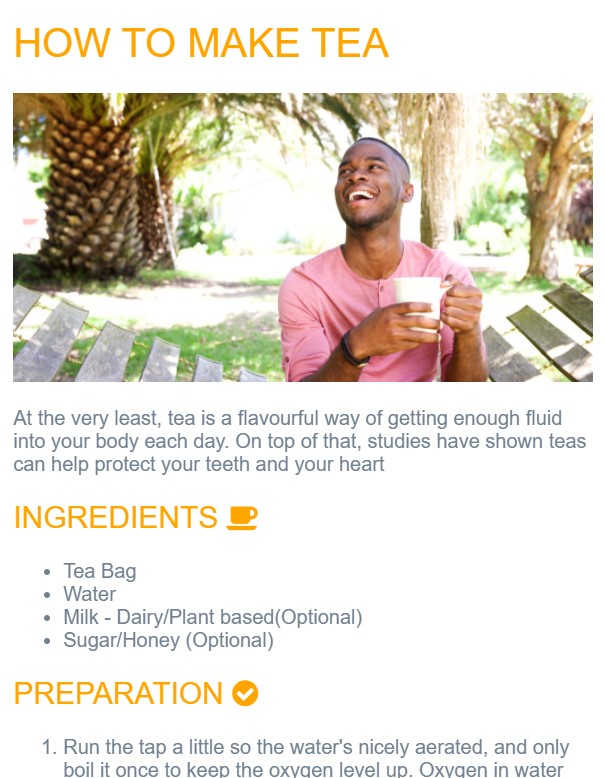 HOW TO MAKE TEA
At the very least, tea is a flavourful way of getting enough fluid
into your body each day. On top of that, studies have shown teas
can help protect your teeth and your heart
INGREDIENTS
Tea Bag
Water
Milk - Dairy/Plant based(Optional)
Sugar/Honey (Optional)
PREPARATION
1. Run the tap a little so the water's nicely aerated, and only
boil it once to keep the oxygen level up. Oxygen in water